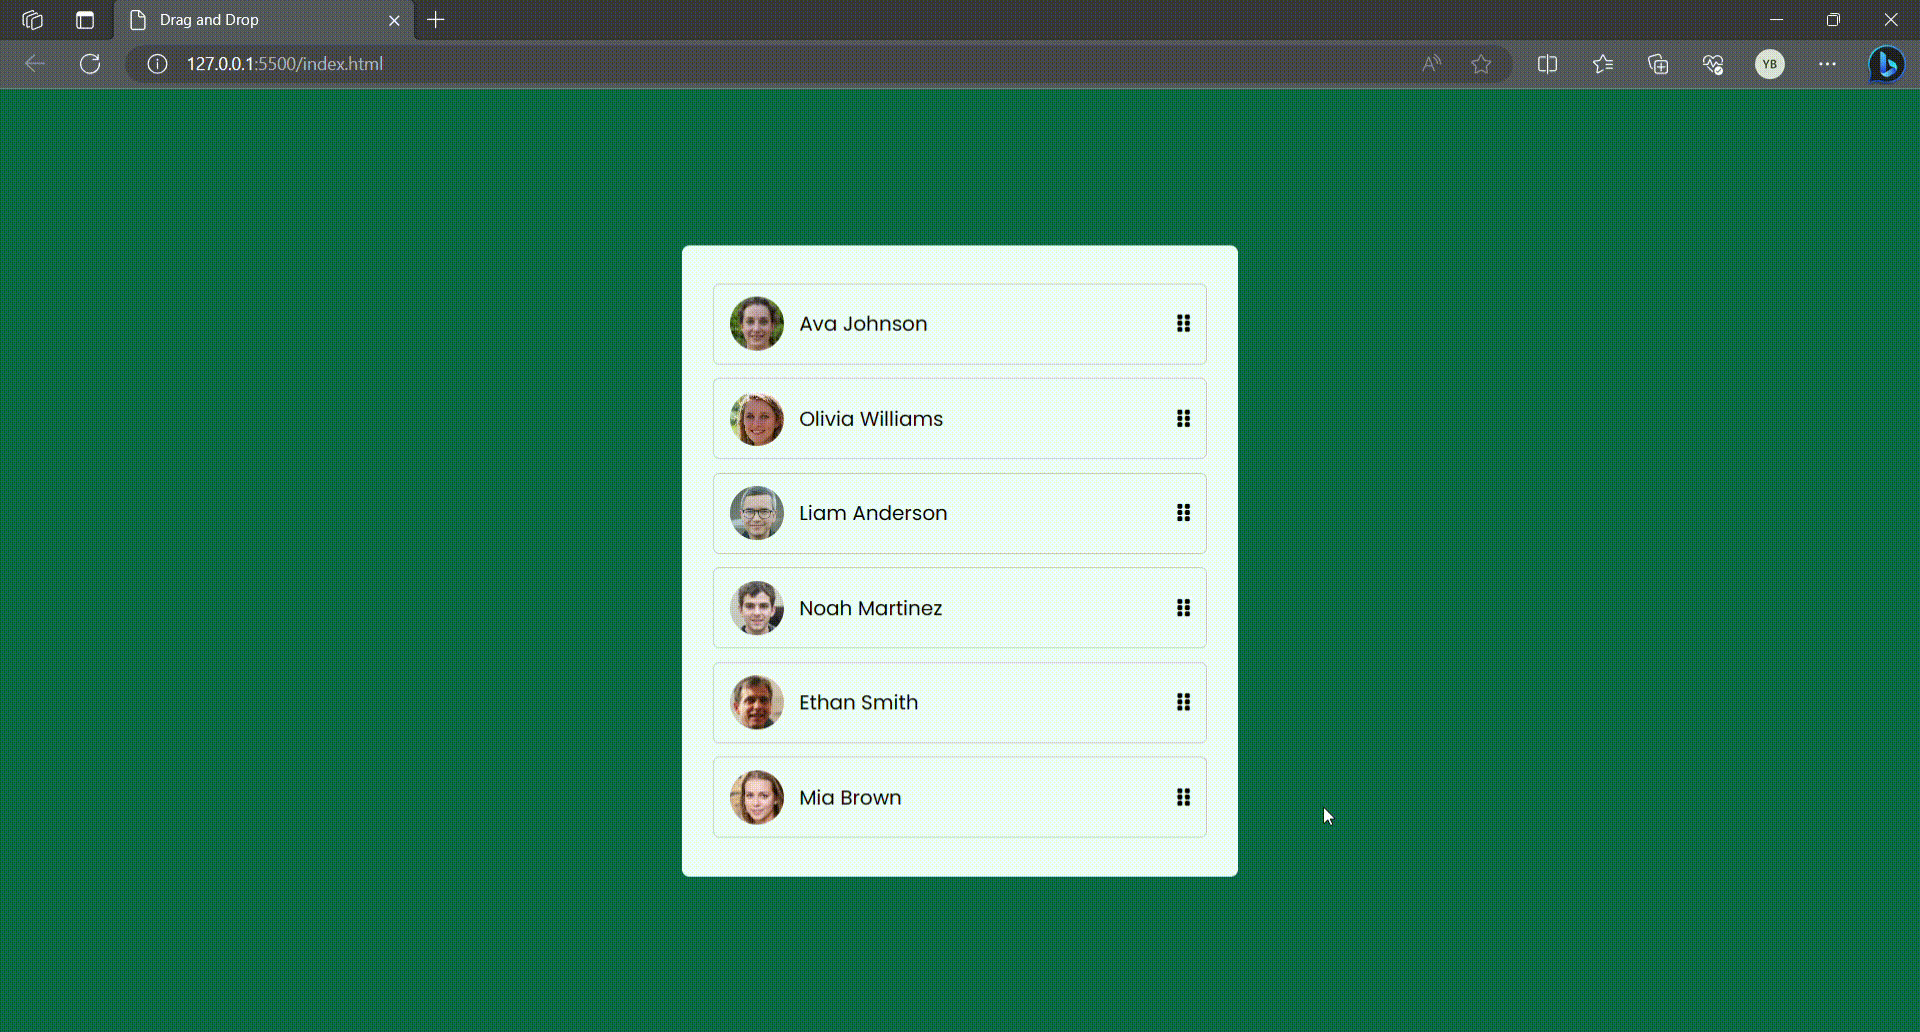 Drag and Drop
127.0.0.1:5500/index.html
YB
Ava Johnson
Olivia Williams
Liam Anderson
Noah Martinez
Ethan Smith
Mia Brown